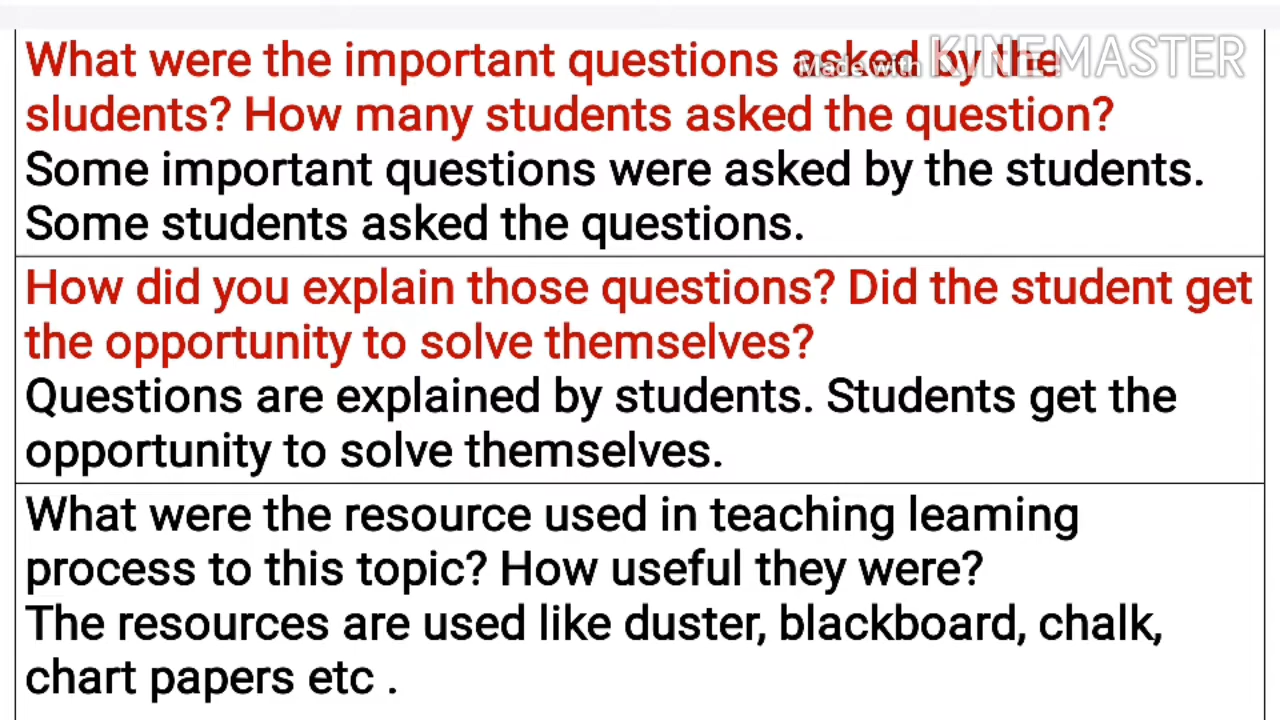 What were the important questions asked by the
Made with KINEMASTER
sludents? How many students asked the question?
Some important questions were asked by the students.
Some students asked the questions.
How did you explain those questions? Did the student get
the opportunity to solve themselves?
Questions are explained by students. Students get the
opportunity to solve themselves.
What were the resource used in teaching leaming
process to this topic? How useful they were?
The resources are used like duster, blackboard, chalk,
chart papers etc .